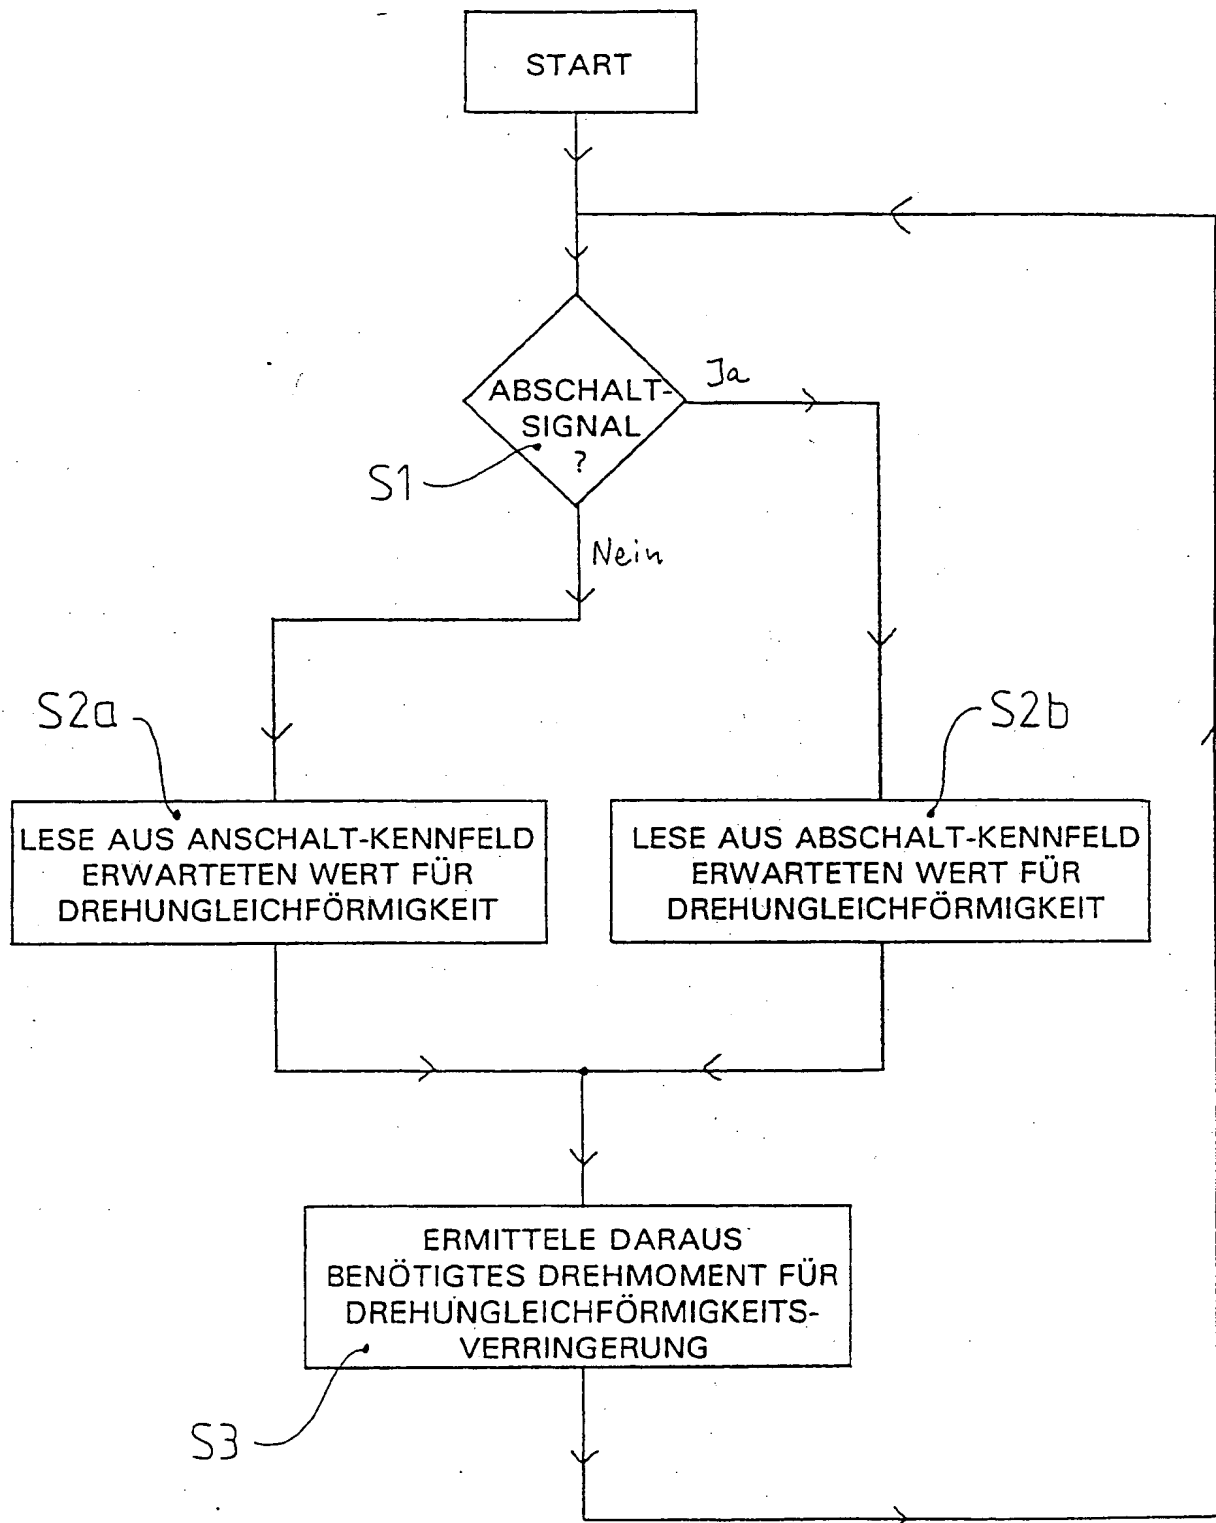 START
ABSCHALT-
SIGNAL
?
Ja
S1
Nein
S2a
S2b
LESE AUS ANSCHALT-KENNFELD
ERWARTETEN WERT FÜR
DREHUNGLEICHFÖRMIGKEIT
LESE AUS ABSCHALT-KENNFELD
ERWARTETEN WERT FÜR
DREHUNGLEICHFÖRMIGKEIT
ERMITTELE DARAUS
BENÖTIGTES DREHMOMENT FÜR
DREHUNGLEICHFÖRMIGKEITS-
VERRINGERUNG
S3